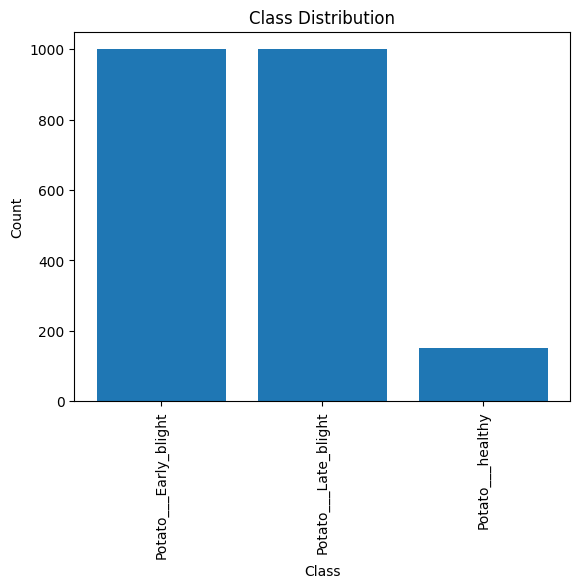 Class Distribution
Count
1000
800
600
400
200
0
Potato___Early_blight
Potato___Late_blight
Potato___healthy
Class